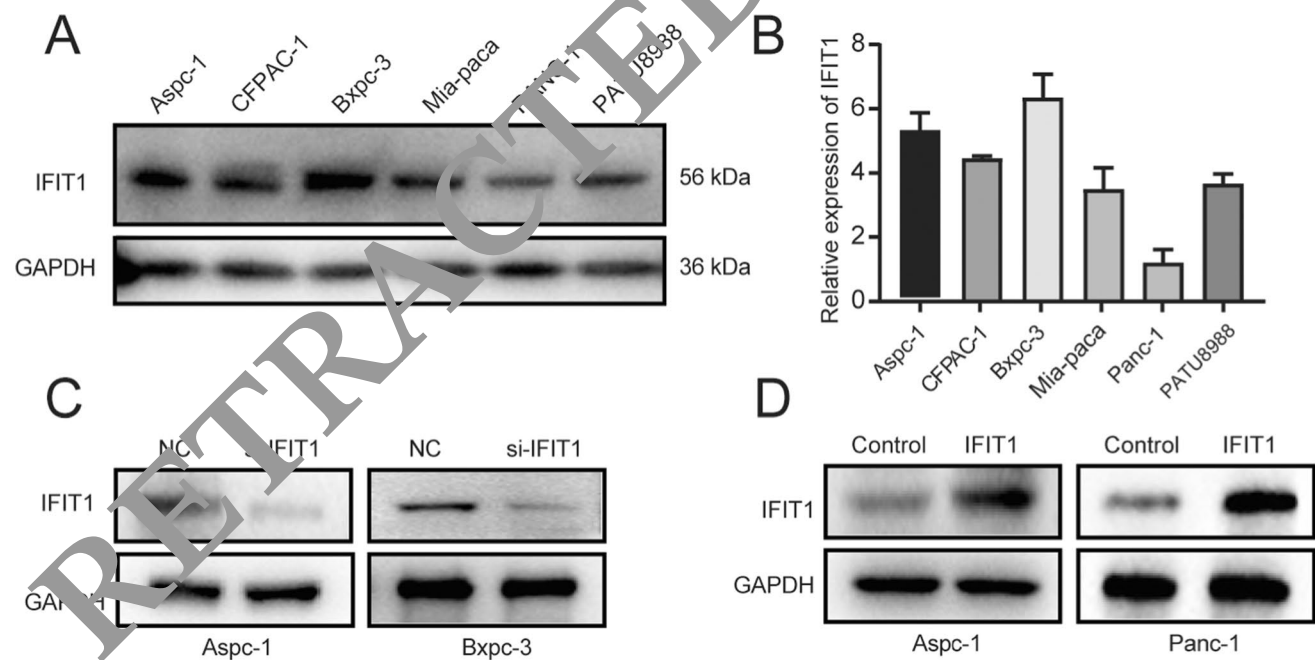 A
Aspc-1
CFPAC-1
Bxpc-3
Mia-paca
IFIT1
56 kDa
GAPDH
36 kDa
B
Relative expression of IFIT1
8
6
4
2
0
Aspc-1
CFPAC-1
Bxpc-3
Mia-paca
Panc-1
PATU8988
C
NC
NC si-IFIT1
IFIT1
GAPDH
Aspc-1
Bxpc-3
D
Control IFIT1
Control IFIT1
IFIT1
GAPDH
Aspc-1
Panc-1
RETRACTED